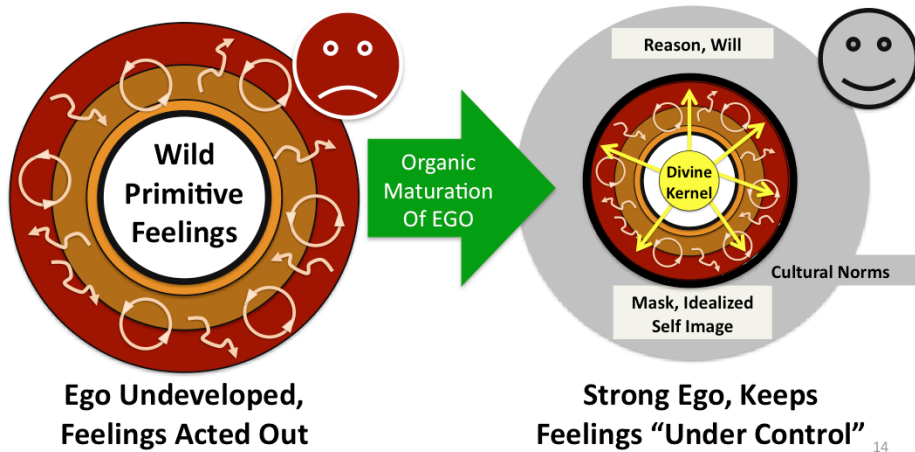 Wild
Primitive
Feelings
Ego Undeveloped,
Feelings Acted Out
Organic
Maturation
Of EGO
Reason, Will
Divine
Kernel
Cultural Norms
Mask, Idealized
Self Image
Strong Ego, Keeps
Feelings “Under Control”
14